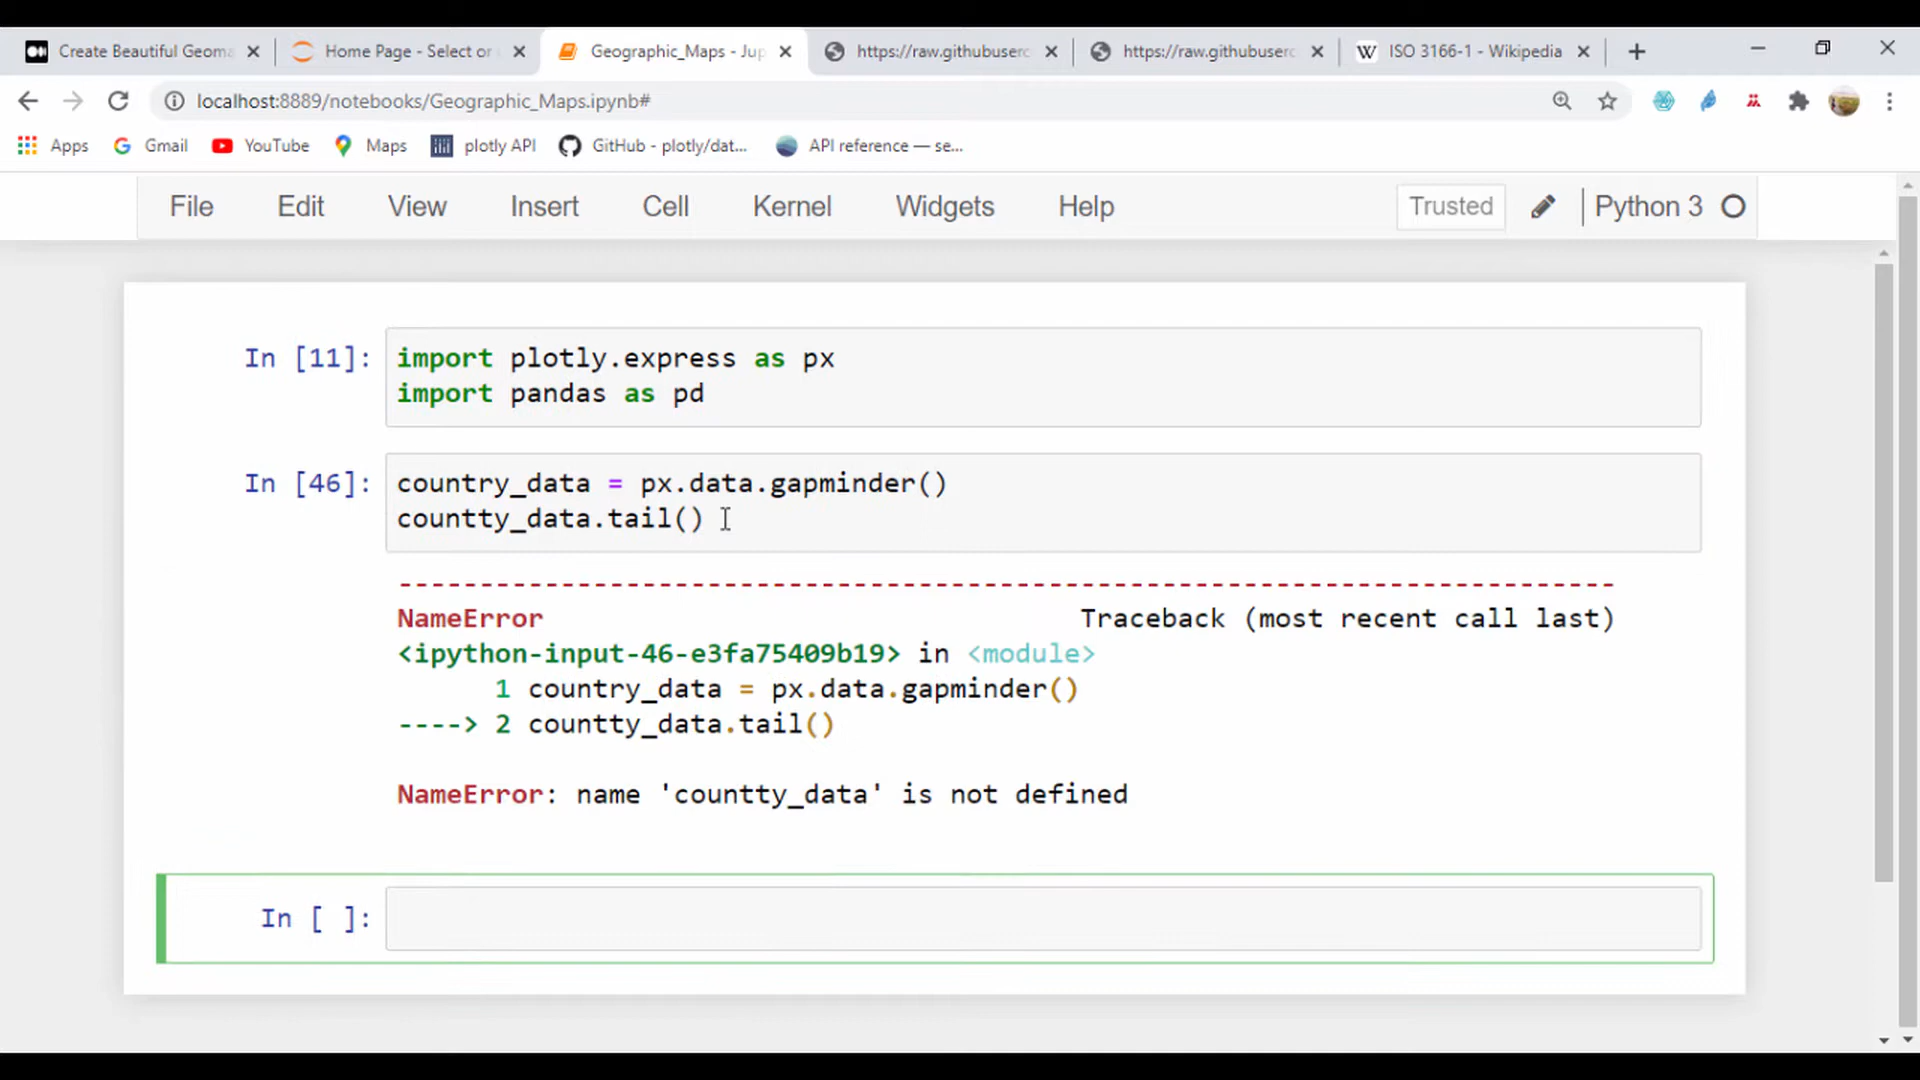 Create Beautiful Geoma
Home Page - Select or
Geographic_Maps - Jup
https://raw.githubuserc
https://raw.githubuserc
ISO 3166-1 - Wikipedia
localhost:8889/notebooks/Geographic_Maps.ipynb#
Apps
Gmail
YouTube
Maps
plotly API
GitHub - plotly/dat...
API reference — se...
File Edit View Insert Cell Kernel Widgets Help
Trusted
Python 3
In [11]: import plotly.express as px
import pandas as pd
In [46]: country_data = px.data.gapminder()
countty_data.tail()
---------------------------------------------------------------------------
NameError Traceback (most recent call last)
<ipython-input-46-e3fa75409b19> in <module>
1 country_data = px.data.gapminder()
----> 2 countty_data.tail()
NameError: name 'countty_data' is not defined
In [ ]: